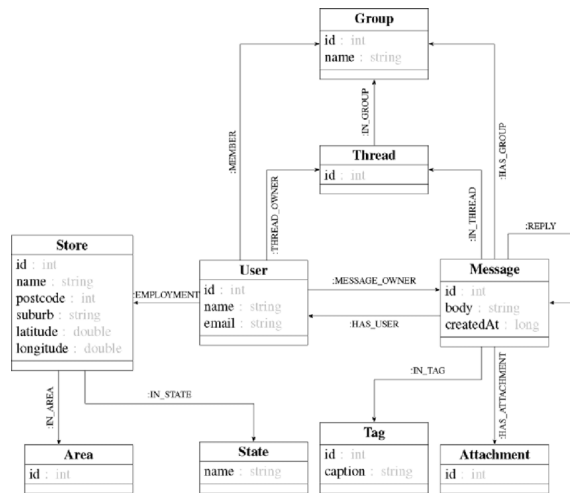 Group
id : int
name : string
:MEMBER
:IN_GROUP
:HAS_GROUP
Thread
id : int
:THREAD_OWNER
:IN_THREAD
:REPLY
Store
id : int
name : string
postcode : int
suburb : string
latitude : double
longitude : double
:EMPLOYMENT
User
id : int
name : string
email : string
:MESSAGE_OWNER
:HAS_USER
Message
id : int
body : string
createdAt : long
:IN_AREA
:IN_STATE
:IN_TAG
:HAS_ATTACHMENT
Area
id : int
State
name : string
Tag
id : int
caption : string
Attachment
id : int